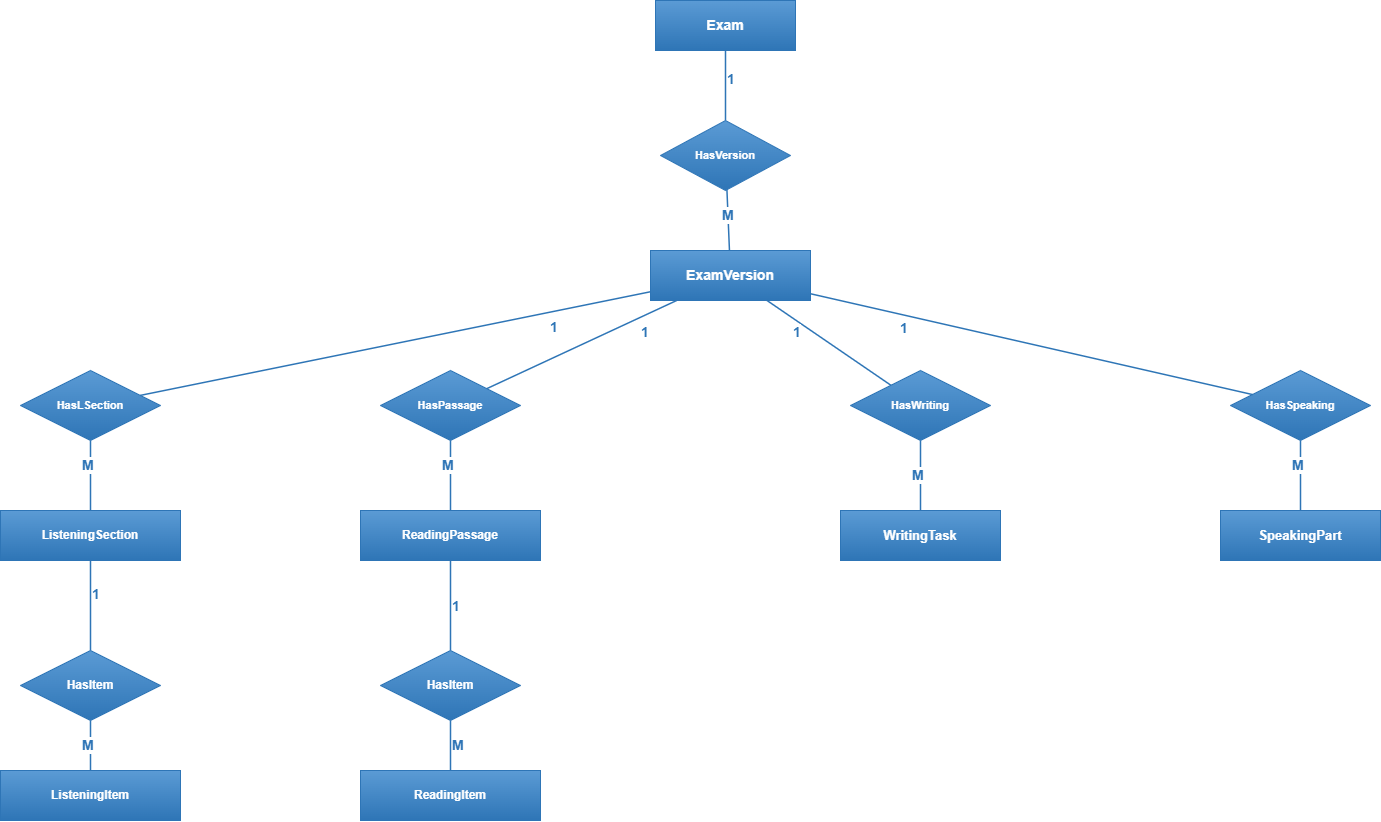 Exam
1
HasVersion
M
ExamVersion
1
1
1
1
HasLSection
HasPassage
HasWriting
HasSpeaking
M
M
M
M
ListeningSection
ReadingPassage
WritingTask
SpeakingPart
1
1
HasItem
HasItem
M
M
ListeningItem
ReadingItem